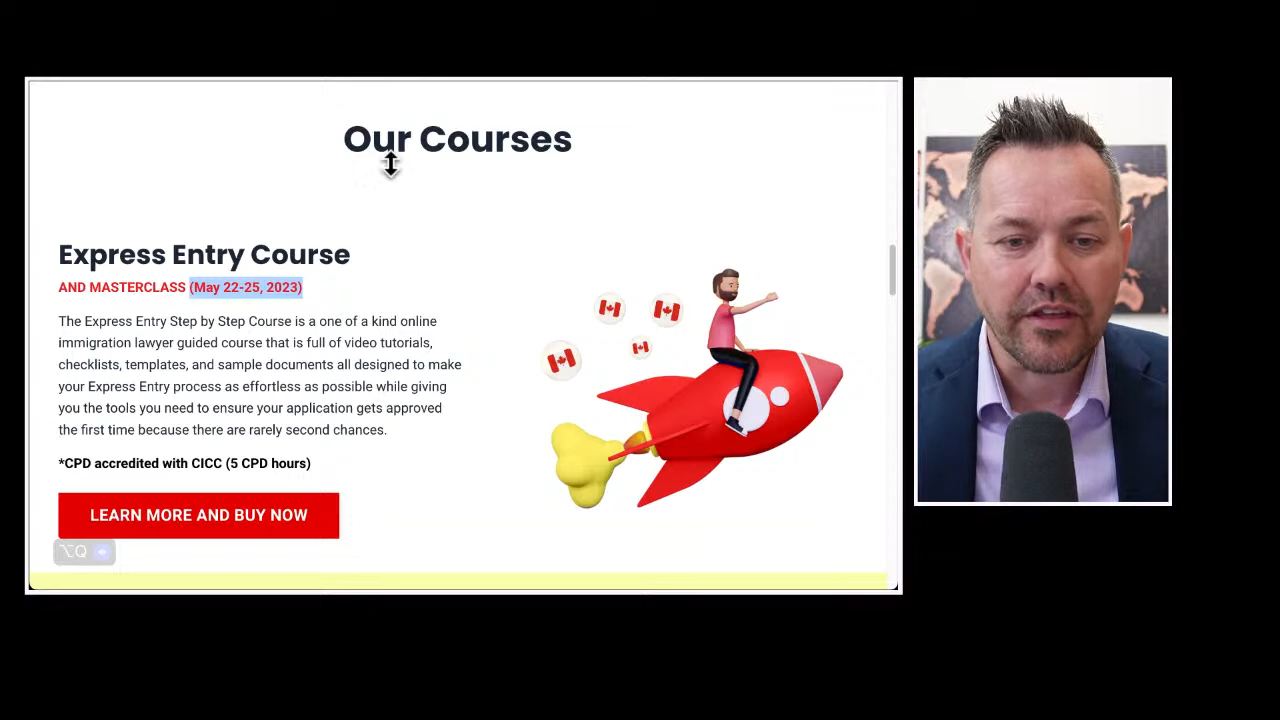 Our Courses
Express Entry Course
AND MASTERCLASS (May 22-25, 2023)
The Express Entry Step by Step Course is a one of a kind online
immigration lawyer guided course that is full of video tutorials,
checklists, templates, and sample documents all designed to make
your Express Entry process as effortless as possible while giving
you the tools you need to ensure your application gets approved
the first time because there are rarely second chances.
*CPD accredited with CICC (5 CPD hours)
LEARN MORE AND BUY NOW
⌥Q